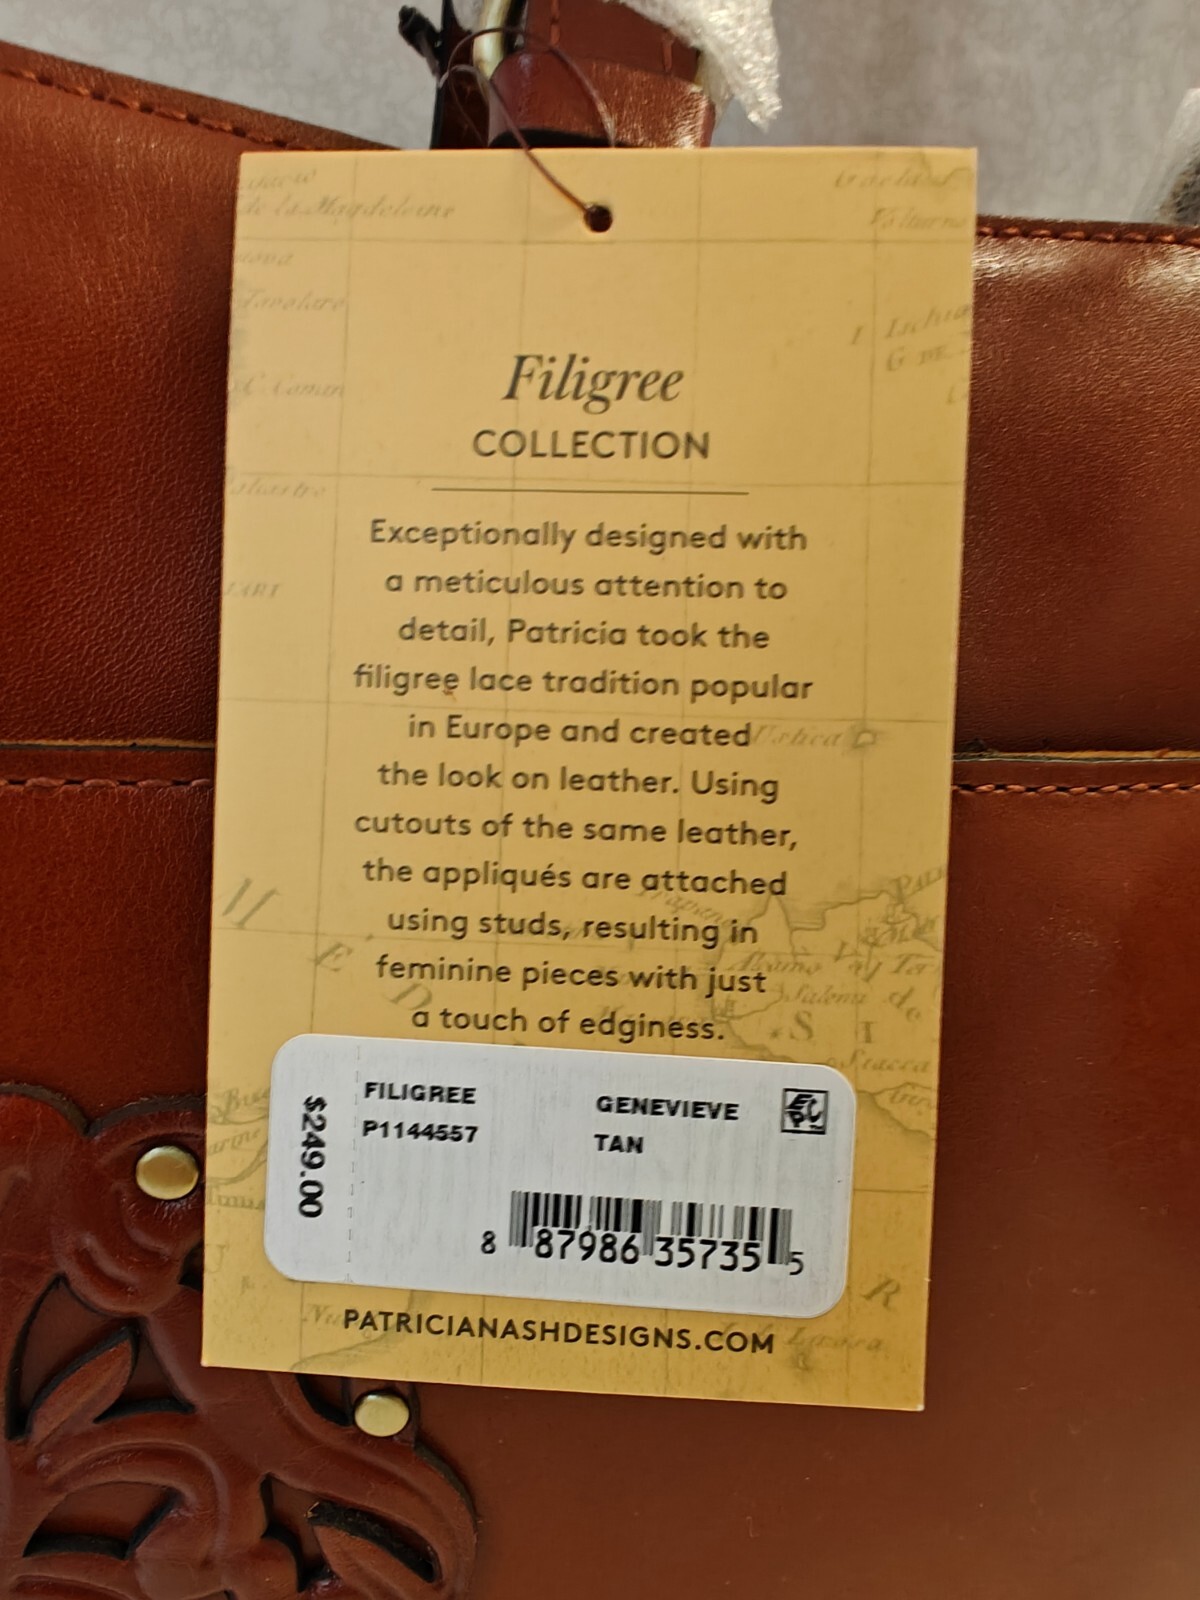 de la Magdeleine
Filigree
COLLECTION
Exceptionally designed with
a meticulous attention to
detail, Patricia took the
filigree lace tradition popular
in Europe and created
the look on leather. Using
cutouts of the same leather,
the appliqués are attached
using studs, resulting in
feminine pieces with just
a touch of edginess.
$249.00
FILIGREE
P1144557
GENEVIEVE
TAN
8 87986 35735 5
PATRICIANASHDESIGNS.COM